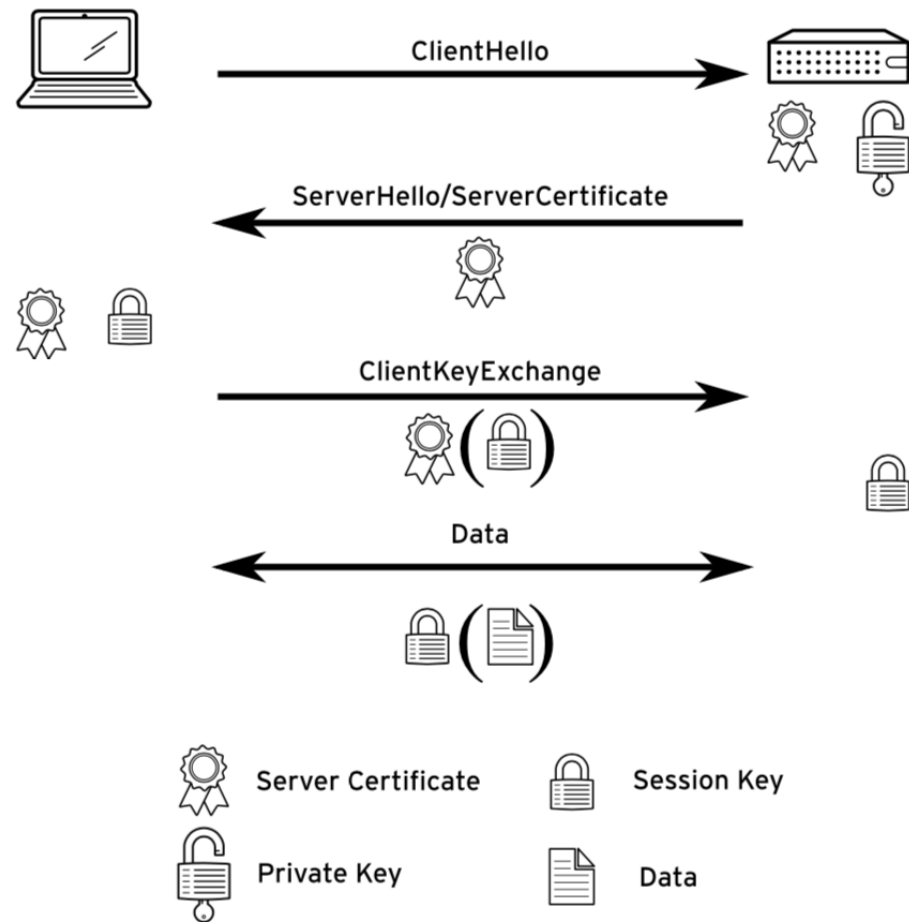 ClientHello
ServerHello/ServerCertificate
ClientKeyExchange
Data
Server Certificate
Session Key
Private Key
Data